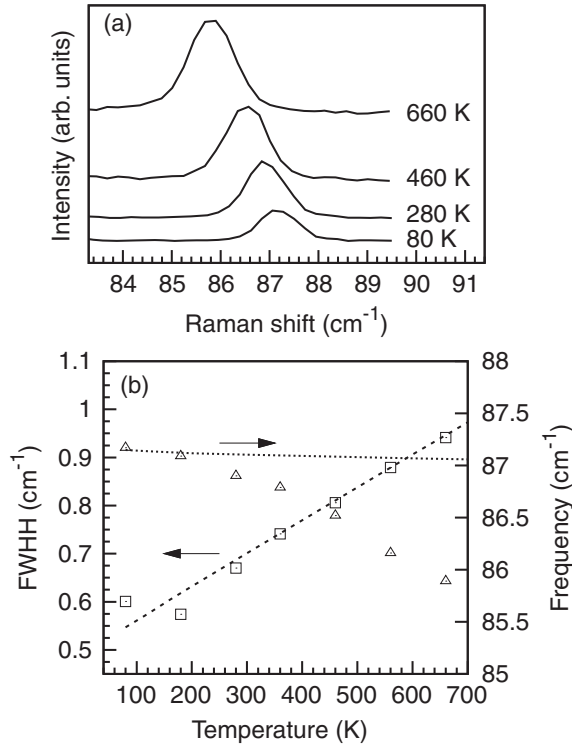 (a)
Intensity (arb. units)
660 K
460 K
280 K
80 K
84 85 86 87 88 89 90 91
Raman shift (cm⁻¹)
(b)
FWHH (cm⁻¹)
1.1
1
0.9
0.8
0.7
0.6
0.5
88
87.5
87
86.5
86
85.5
85
Frequency (cm⁻¹)
100 200 300 400 500 600 700
Temperature (K)